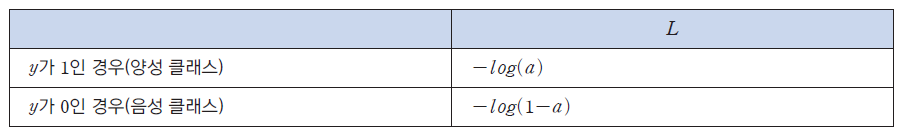 L
y가 1인 경우(양성 클래스) −log(a)
y가 0인 경우(음성 클래스) −log(1−a)